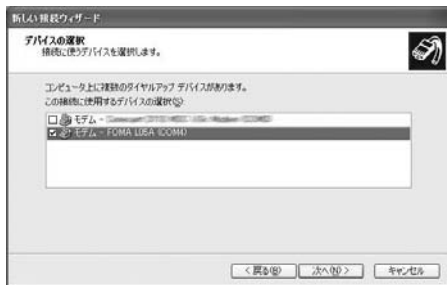 新しい接続ウィザード
デバイスの選択
接続に使うデバイスを選択します。
コンピュータ上に複数のダイヤルアップ デバイスがあります。
この接続に使用するデバイスの選択(S):
モデム -
モデム - FOMA L05A (COM4)
< 戻る(B)
次へ(N) >
キャンセル